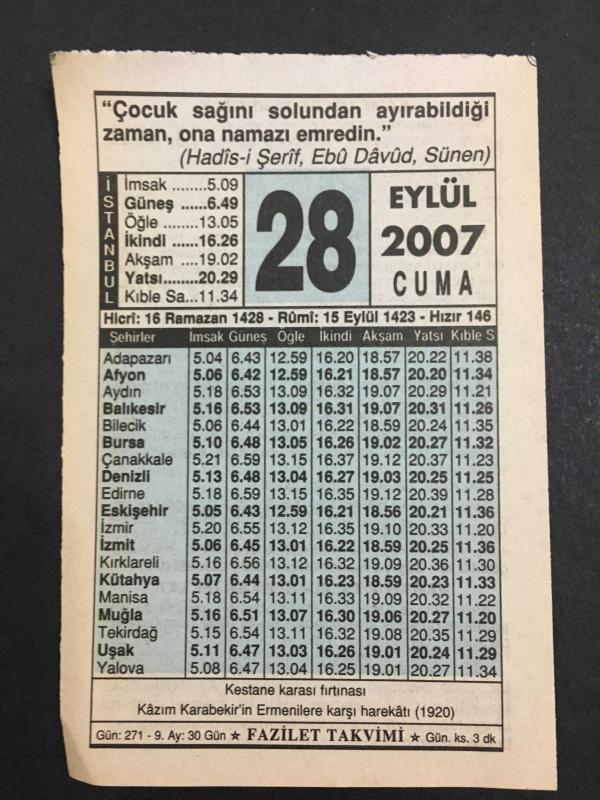 “Çocuk sağını solundan ayırabildiği
zaman, ona namazı emredin.”
(Hadîs-i Şerîf, Ebû Dâvûd, Sünen)
İSTANBUL
İmsak ........5.09
Güneş ......6.49
Öğle ........13.05
İkindi ......16.26
Akşam ....19.02
Yatsı........20.29
Kıble Sa...11.34
28
EYLÜL
2007
CUMA
Hicrî: 16 Ramazan 1428 - Rûmî: 15 Eylül 1423 - Hızır 146
Şehirler İmsak Güneş Öğle İkindi Akşam Yatsı Kıble S
Adapazarı 5.04 6.43 12.59 16.20 18.57 20.22 11.38
Afyon 5.06 6.42 12.59 16.21 18.57 20.20 11.34
Aydın 5.18 6.53 13.09 16.32 19.07 20.29 11.21
Balıkesir 5.16 6.53 13.09 16.31 19.07 20.31 11.26
Bilecik 5.06 6.44 13.01 16.22 18.59 20.24 11.35
Bursa 5.10 6.48 13.05 16.26 19.02 20.27 11.32
Çanakkale 5.21 6.59 13.15 16.37 19.12 20.37 11.23
Denizli 5.13 6.48 13.04 16.27 19.03 20.25 11.25
Edirne 5.18 6.59 13.15 16.35 19.12 20.39 11.28
Eskişehir 5.05 6.43 12.59 16.21 18.56 20.21 11.36
İzmir 5.20 6.55 13.12 16.35 19.10 20.33 11.20
İzmit 5.06 6.45 13.01 16.22 18.59 20.25 11.36
Kırklareli 5.16 6.56 13.12 16.32 19.09 20.36 11.30
Kütahya 5.07 6.44 13.01 16.23 18.59 20.23 11.33
Manisa 5.18 6.54 13.11 16.33 19.09 20.32 11.22
Muğla 5.16 6.51 13.07 16.30 19.06 20.27 11.20
Tekirdağ 5.15 6.54 13.11 16.32 19.08 20.35 11.29
Uşak 5.11 6.47 13.03 16.26 19.01 20.24 11.29
Yalova 5.08 6.47 13.04 16.25 19.01 20.27 11.34
Kestane karası fırtınası
Kâzım Karabekir'in Ermenilere karşı harekâtı (1920)
Gün: 271 - 9. Ay: 30 Gün ★ FAZİLET TAKVİMİ ★ Gün. ks. 3 dk